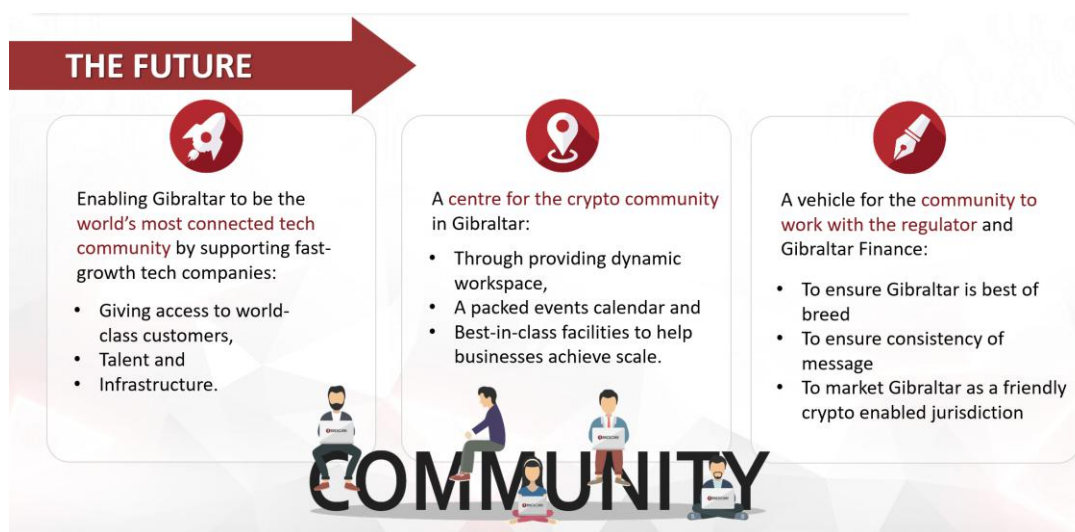 THE FUTURE
Enabling Gibraltar to be the
world's most connected tech
community by supporting fast-
growth tech companies:
• Giving access to world-
class customers,
• Talent and
• Infrastructure.
A centre for the crypto community
in Gibraltar:
• Through providing dynamic
workspace,
• A packed events calendar and
• Best-in-class facilities to help
businesses achieve scale.
A vehicle for the community to
work with the regulator and
Gibraltar Finance:
• To ensure Gibraltar is best of
breed
• To ensure consistency of
message
• To market Gibraltar as a friendly
crypto enabled jurisdiction
COMMUNITY